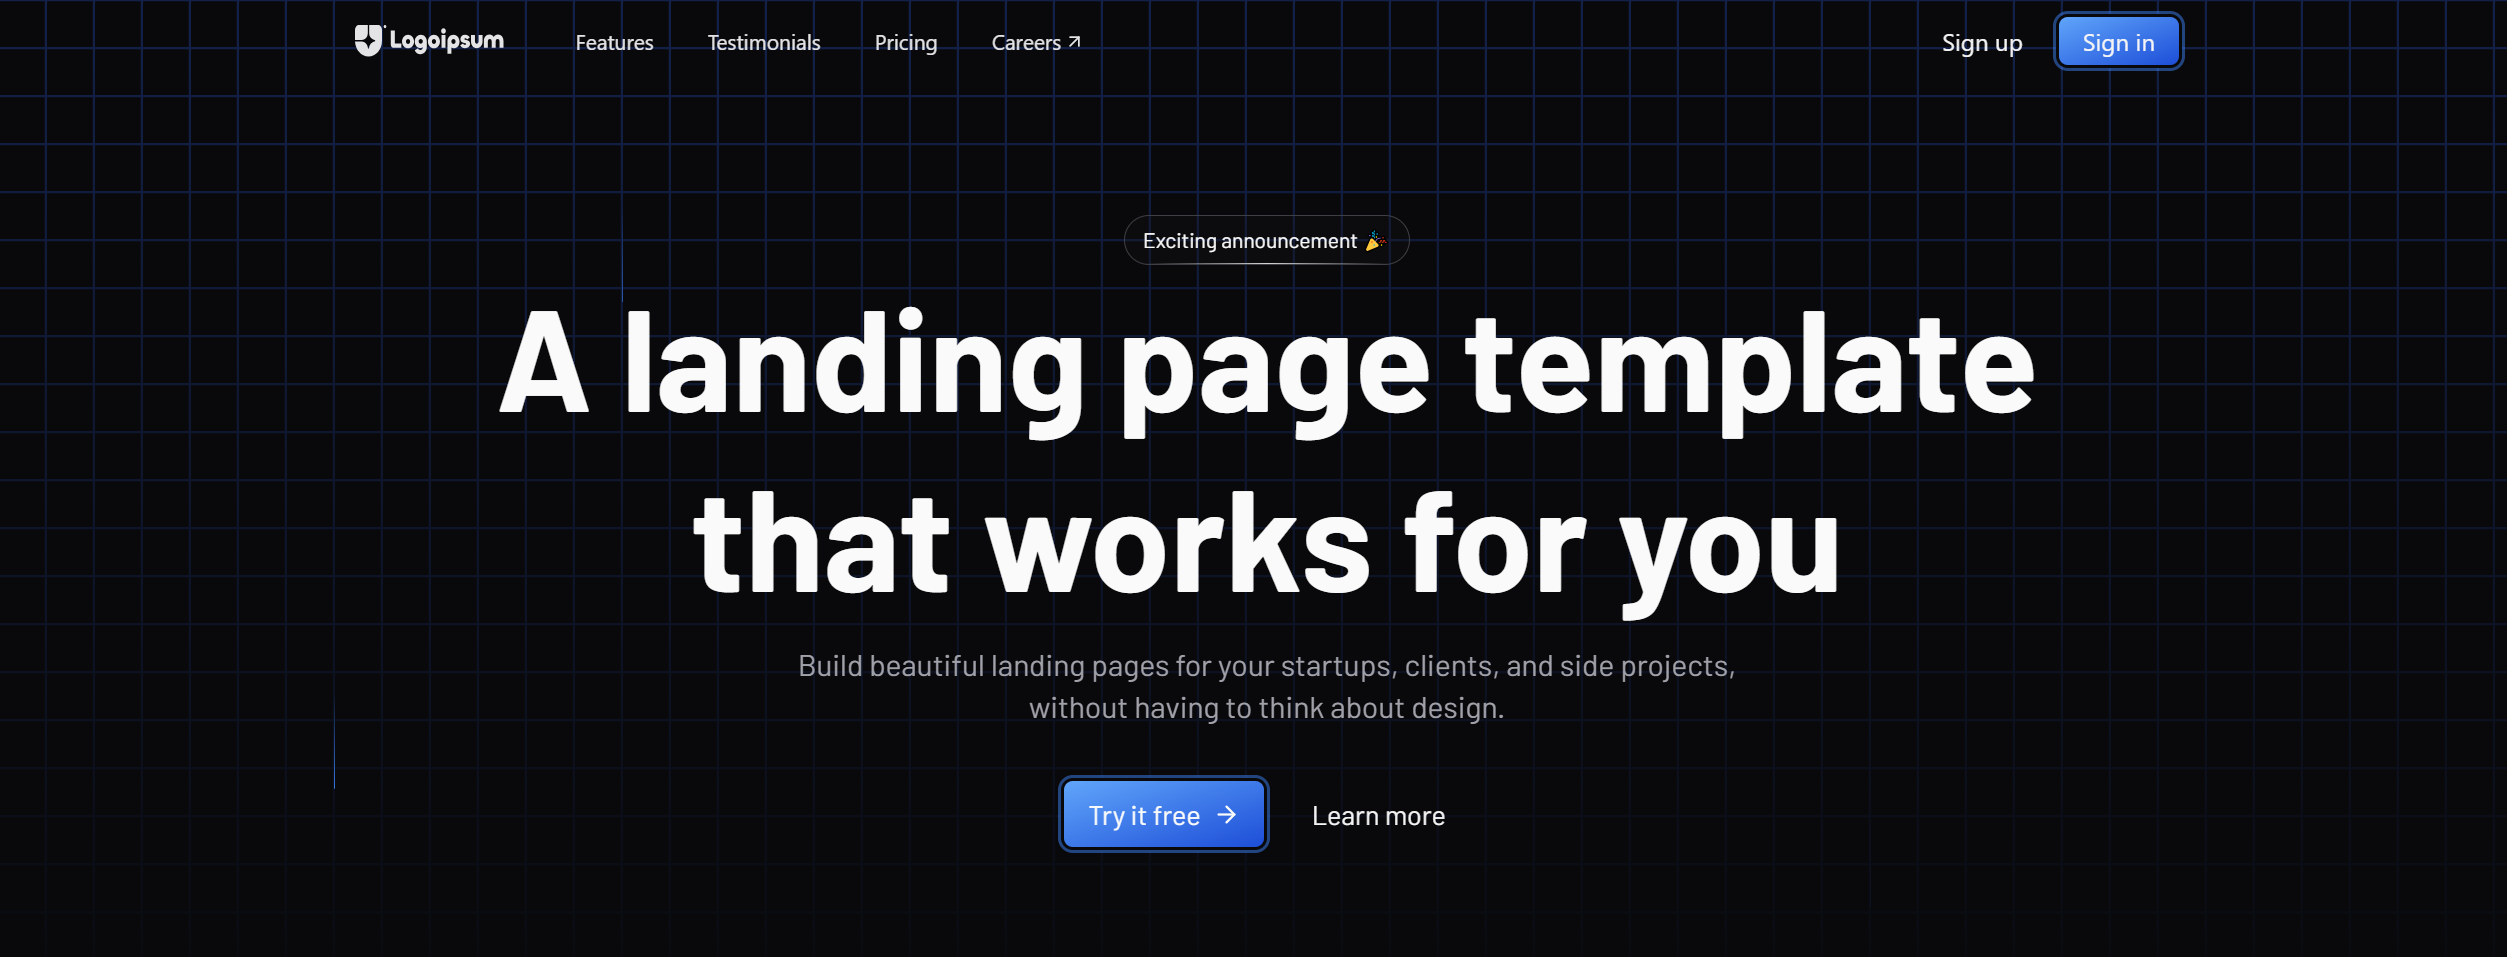 Logoipsum
Features
Testimonials
Pricing
Careers
Sign up
Sign in
Exciting announcement 🎉
A landing page template
that works for you
Build beautiful landing pages for your startups, clients, and side projects,
without having to think about design.
Try it free →
Learn more